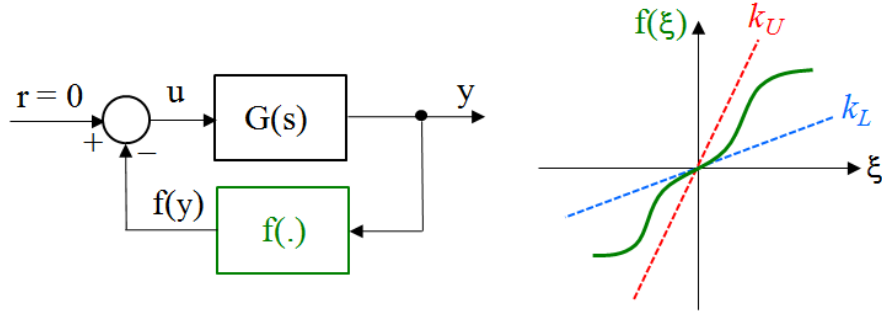 r = 0
+
−
u
G(s)
y
f(y)
f(.)
f(ξ)
k_U
k_L
ξ